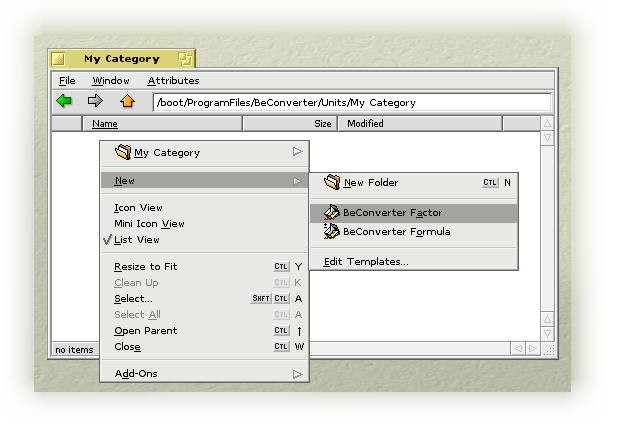 My Category
File Window Attributes
/boot/ProgramFiles/BeConverter/Units/My Category
Name Size Modified
My Category
New
New Folder CTL N
Icon View
BeConverter Factor
Mini Icon View
BeConverter Formula
List View
Edit Templates...
Resize to Fit CTL Y
Clean Up CTL K
Select... SHFT CTL A
Select All CTL A
Open Parent CTL ↑
Close CTL W
no items
Add-Ons